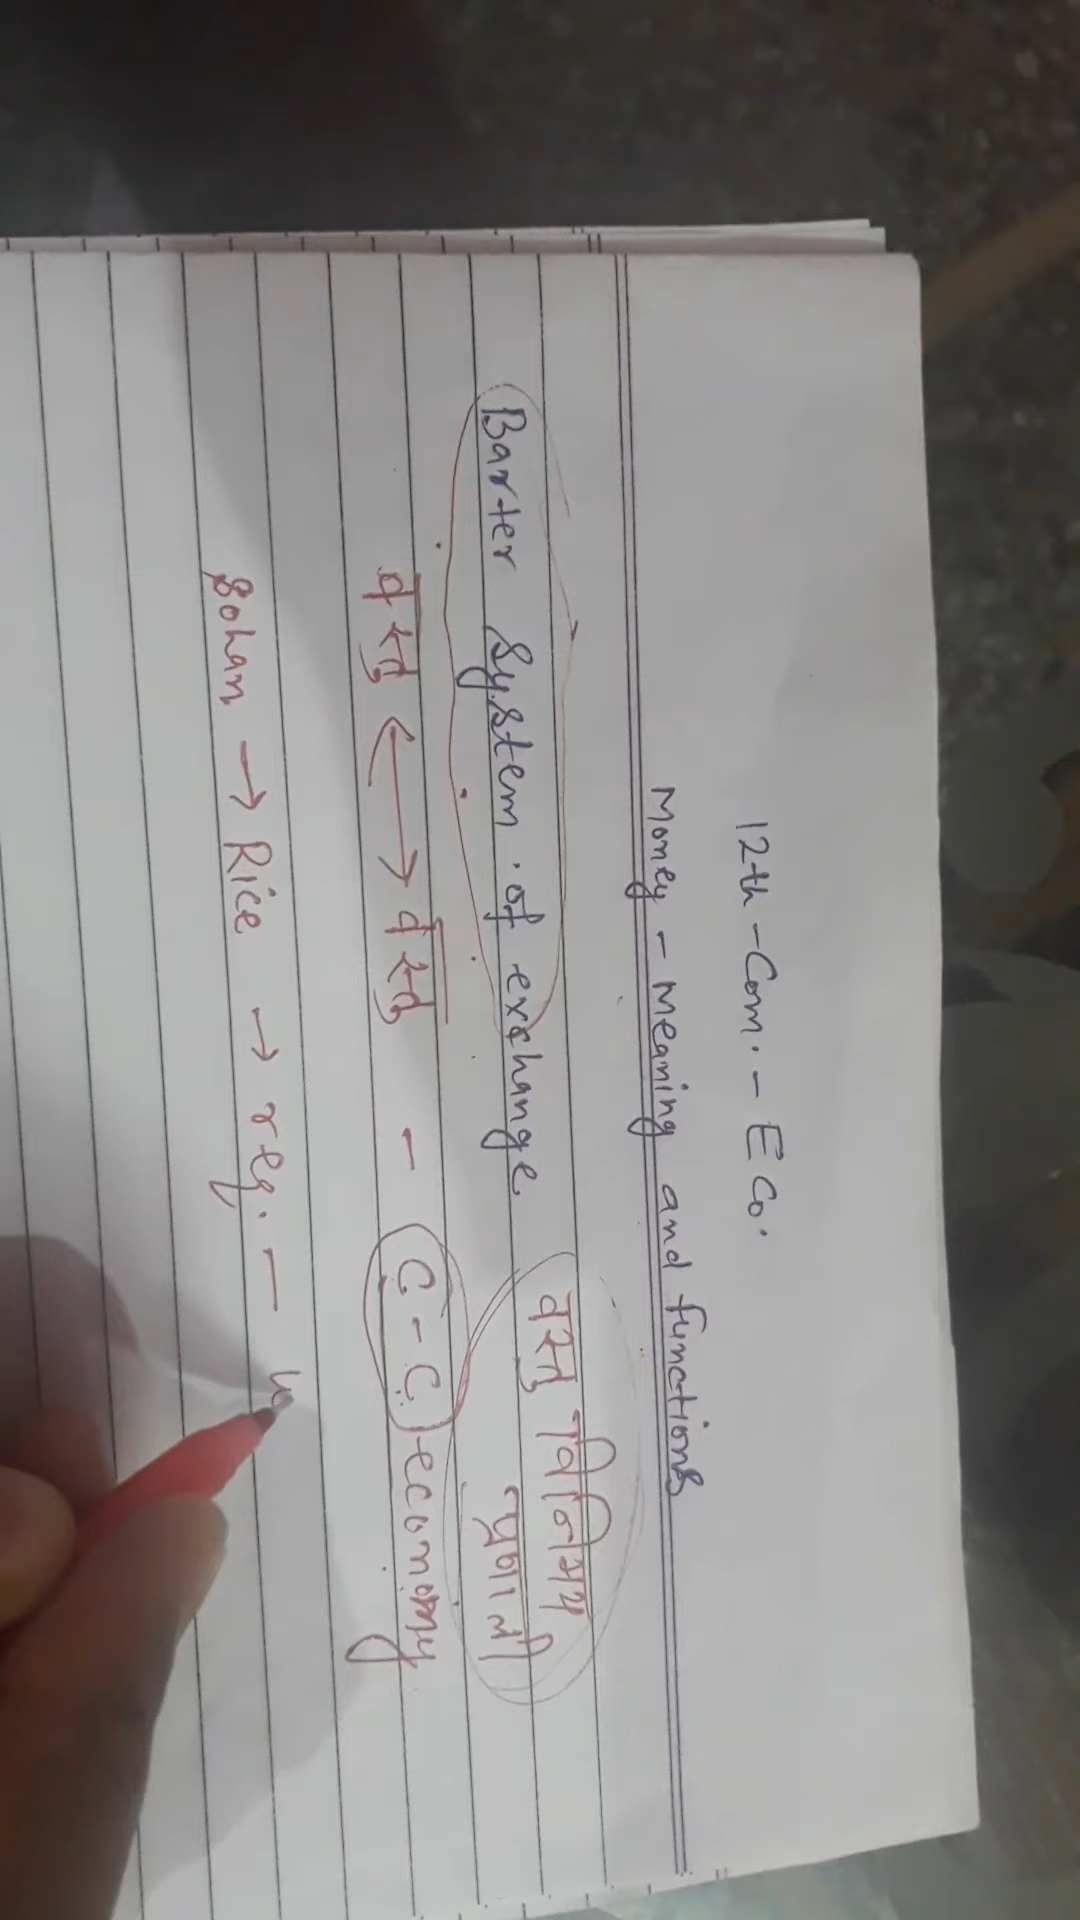 12th - Com. - Eco.
Money - Meaning and functions
Barter System of exchange वस्तु विनिमय
प्रणाली
वस्तु ↔ वस्तु - C - C economy
Sohan → Rice → req. —